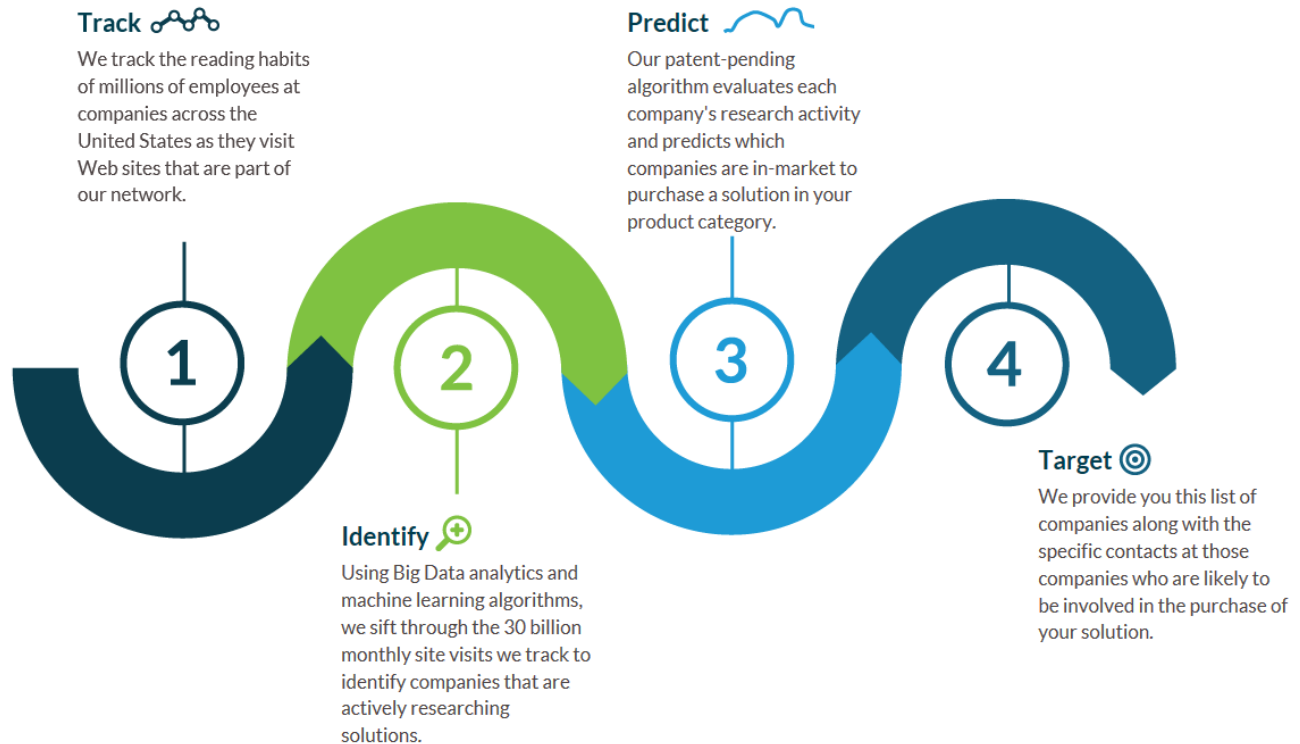 Track
We track the reading habits
of millions of employees at
companies across the
United States as they visit
Web sites that are part of
our network.
1
Identify
Using Big Data analytics and
machine learning algorithms,
we sift through the 30 billion
monthly site visits we track to
identify companies that are
actively researching
solutions.
2
Predict
Our patent-pending
algorithm evaluates each
company's research activity
and predicts which
companies are in-market to
purchase a solution in your
product category.
3
4
Target
We provide you this list of
companies along with the
specific contacts at those
companies who are likely to
be involved in the purchase of
your solution.